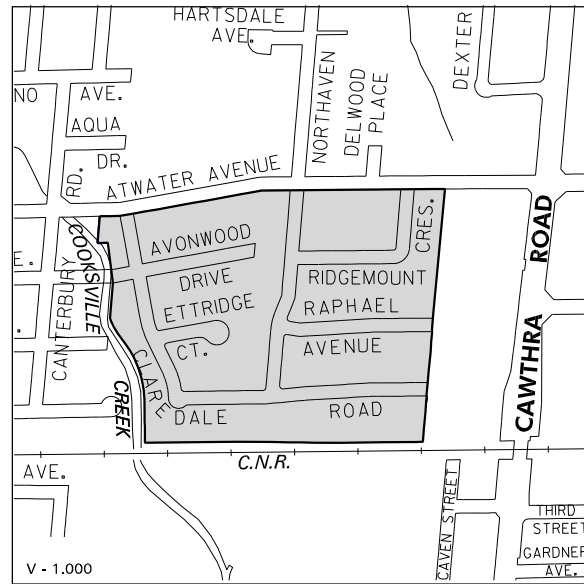 HARTSDALE
AVE.
DEXTER
NORTHAVEN
DELWOOD
PLACE
NO AVE.
AQUA
DR.
RD.
ATWATER AVENUE
ROAD
CRES.
AVONWOOD
COOKSVILLE
E.
DRIVE
RIDGEMOUNT
CANTERBURY
ETTRIDGE
RAPHAEL
CT.
AVENUE
CLARE
CAWTHRA
CREEK
DALE ROAD
C.N.R.
AVE.
CAVEN STREET
THIRD
STREET
GARDNER
AVE.
V - 1.000